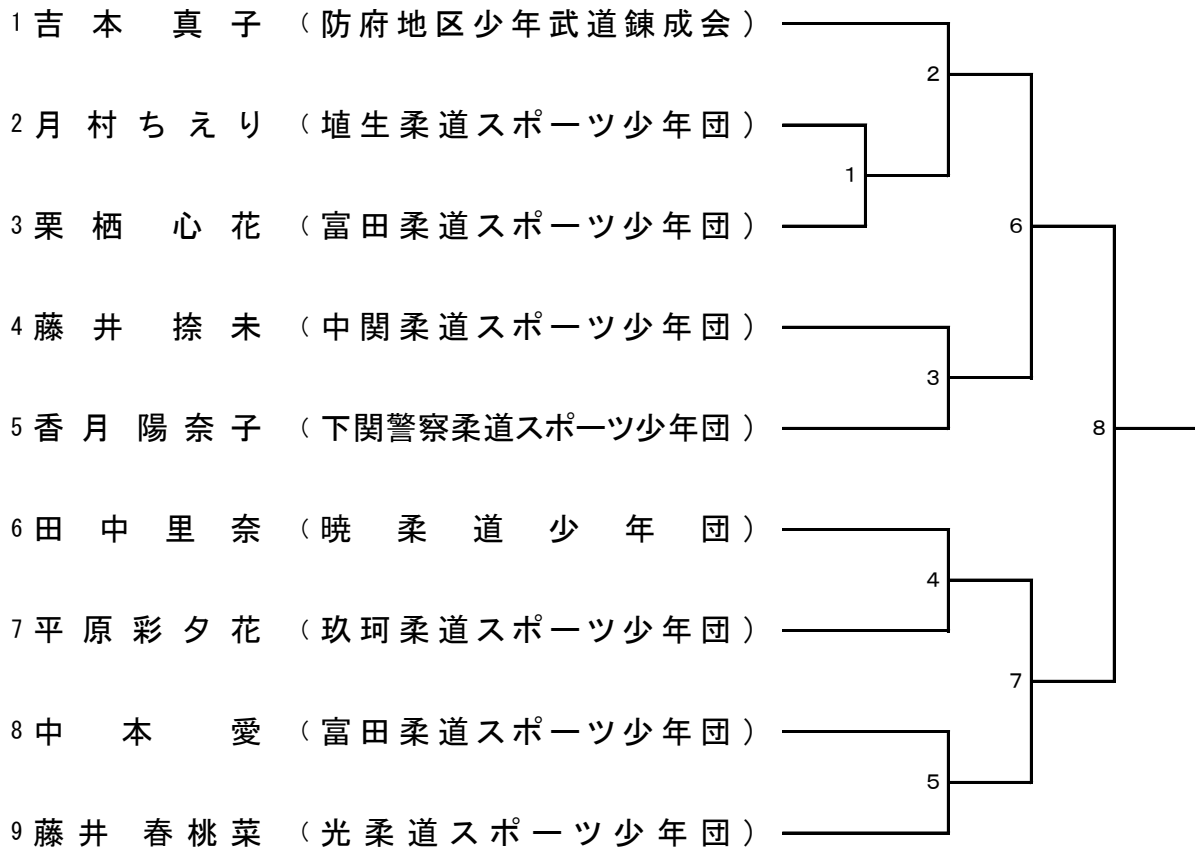 1 吉本 真子 （防府地区少年武道錬成会）
2
2 月村ちえり （埴生柔道スポーツ少年団）
1
3 栗栖 心花 （富田柔道スポーツ少年団）
6
4 藤井 捺未 （中関柔道スポーツ少年団）
3
5 香月 陽奈子 （下関警察柔道スポーツ少年団）
8
6 田中里奈 （暁柔道少年団）
4
7 平原彩夕花 （玖珂柔道スポーツ少年団）
7
8 中本 愛 （富田柔道スポーツ少年団）
5
9 藤井 春桃菜 （光柔道スポーツ少年団）